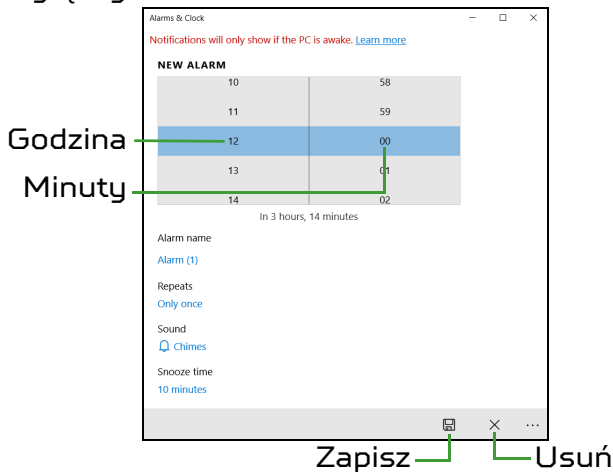 Alarms & Clock
Notifications will only show if the PC is awake. Learn more
NEW ALARM
10 58
11 59
Godzina 12 00
13 01
Minuty
14 02
In 3 hours, 14 minutes
Alarm name
Alarm (1)
Repeats
Only once
Sound
Chimes
Snooze time
10 minutes
Zapisz Usuń